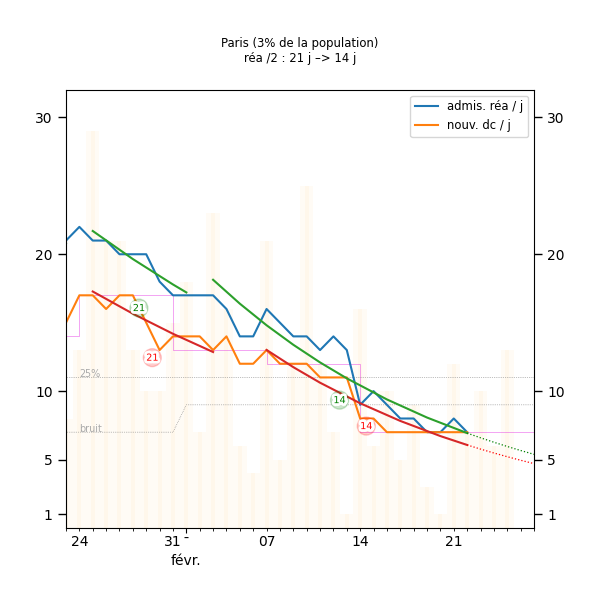 Paris (3% de la population)
réa /2 : 21 j –> 14 j
admis. réa / j
nouv. dc / j
30 30
20 20
10 10
5 5
1 1
21
21
25%
14
14
bruit
24 31 - 07 14 21
févr.